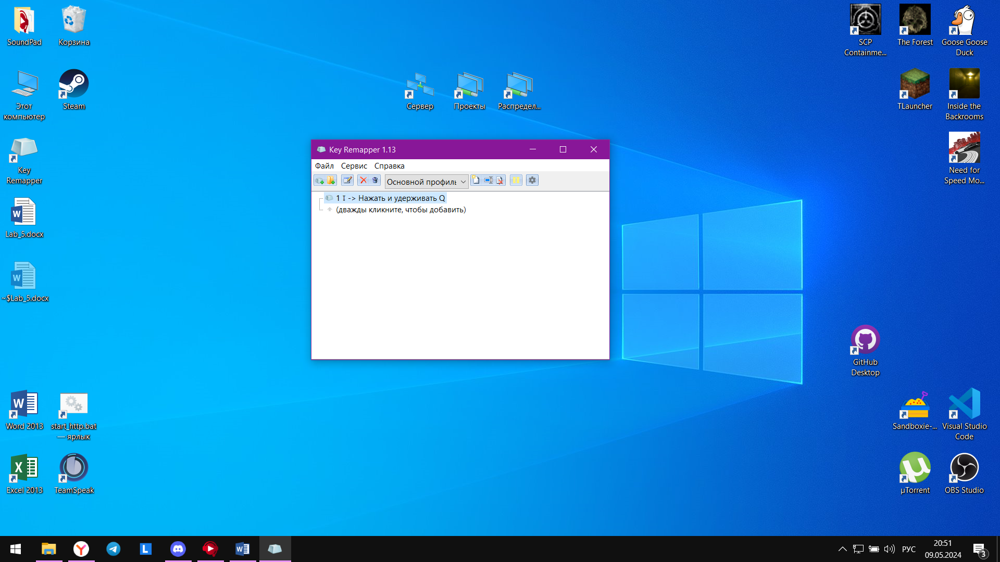 SoundPad
Корзина
SCP
Containme...
The Forest
Goose Goose
Duck
Этот
компьютер
Steam
Сервер
Проекты
Распредел...
TLauncher
Inside the
Backrooms
Key
Remapper
Need for
Speed Mo...
Key Remapper 1.13
Файл Сервис Справка
Основной профиль
1 I -> Нажать и удерживать Q
(дважды кликните, чтобы добавить)
Lab_5.docx
~$Lab_5.docx
GitHub
Desktop
Word 2013
start_http.bat
— ярлык
Sandboxie-...
Visual Studio
Code
Excel 2013
TeamSpeak
µTorrent
OBS Studio
РУС
20:51
09.05.2024
3